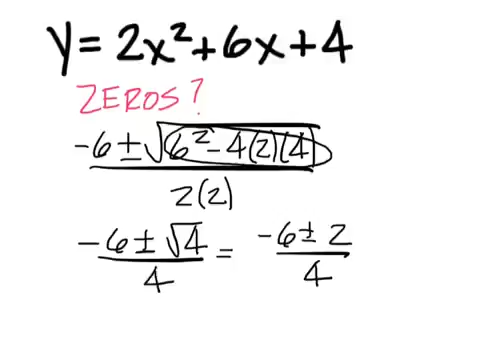 y = 2x² + 6x + 4
ZEROS?
-6 ± √6² - 4(2)(4)
2(2)
-6 ± √4 = -6 ± 2
4 4